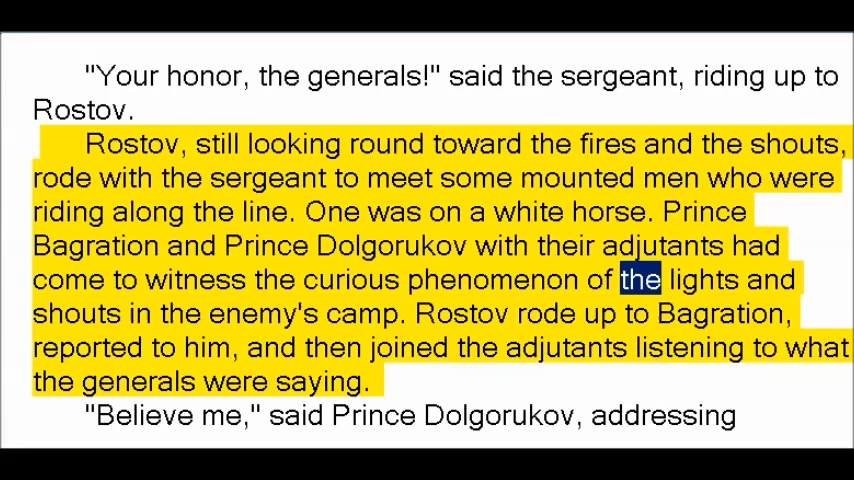 "Your honor, the generals!" said the sergeant, riding up to
Rostov.
Rostov, still looking round toward the fires and the shouts,
rode with the sergeant to meet some mounted men who were
riding along the line. One was on a white horse. Prince
Bagration and Prince Dolgorukov with their adjutants had
come to witness the curious phenomenon of the lights and
shouts in the enemy's camp. Rostov rode up to Bagration,
reported to him, and then joined the adjutants listening to what
the generals were saying.
"Believe me," said Prince Dolgorukov, addressing